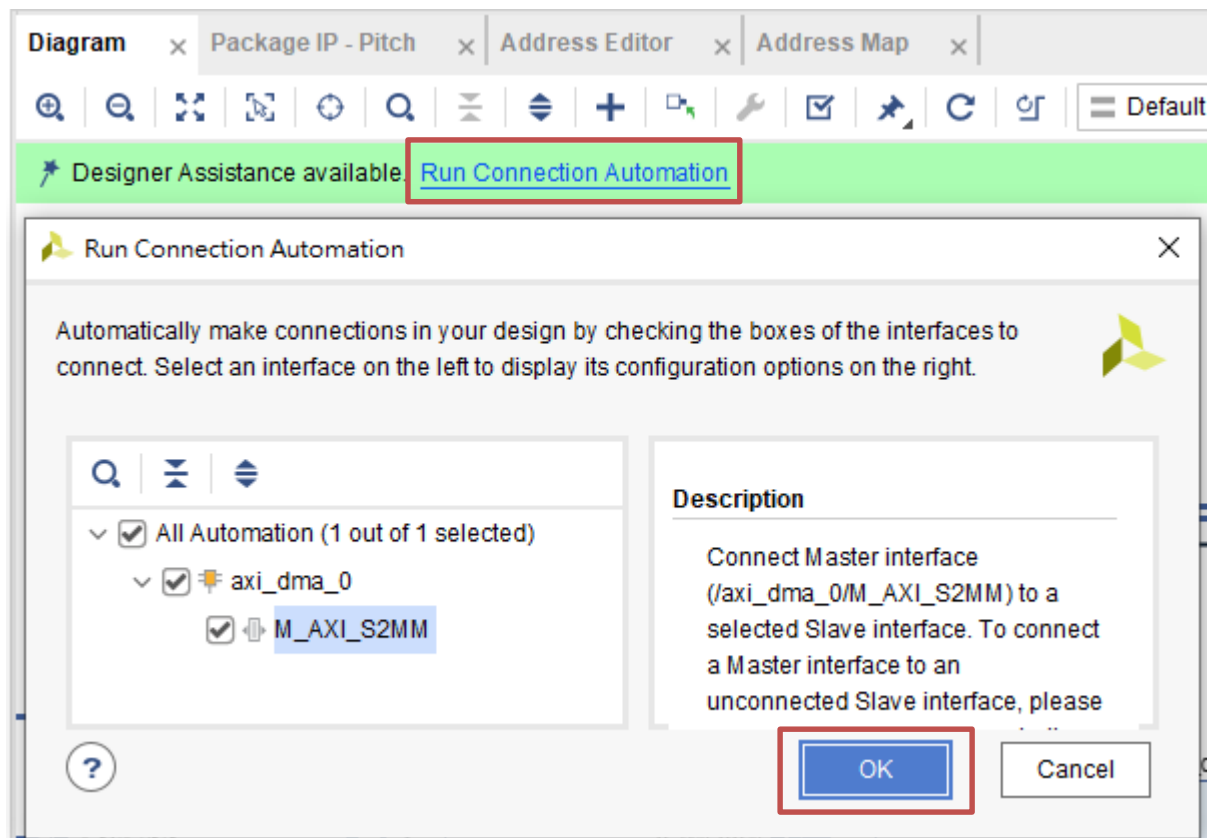 Diagram Package IP - Pitch Address Editor Address Map
Default
Designer Assistance available. Run Connection Automation
Run Connection Automation
Automatically make connections in your design by checking the boxes of the interfaces to
connect. Select an interface on the left to display its configuration options on the right.
All Automation (1 out of 1 selected)
axi_dma_0
M_AXI_S2MM
Description
Connect Master interface
(/axi_dma_0/M_AXI_S2MM) to a
selected Slave interface. To connect
a Master interface to an
unconnected Slave interface, please
?
OK
Cancel